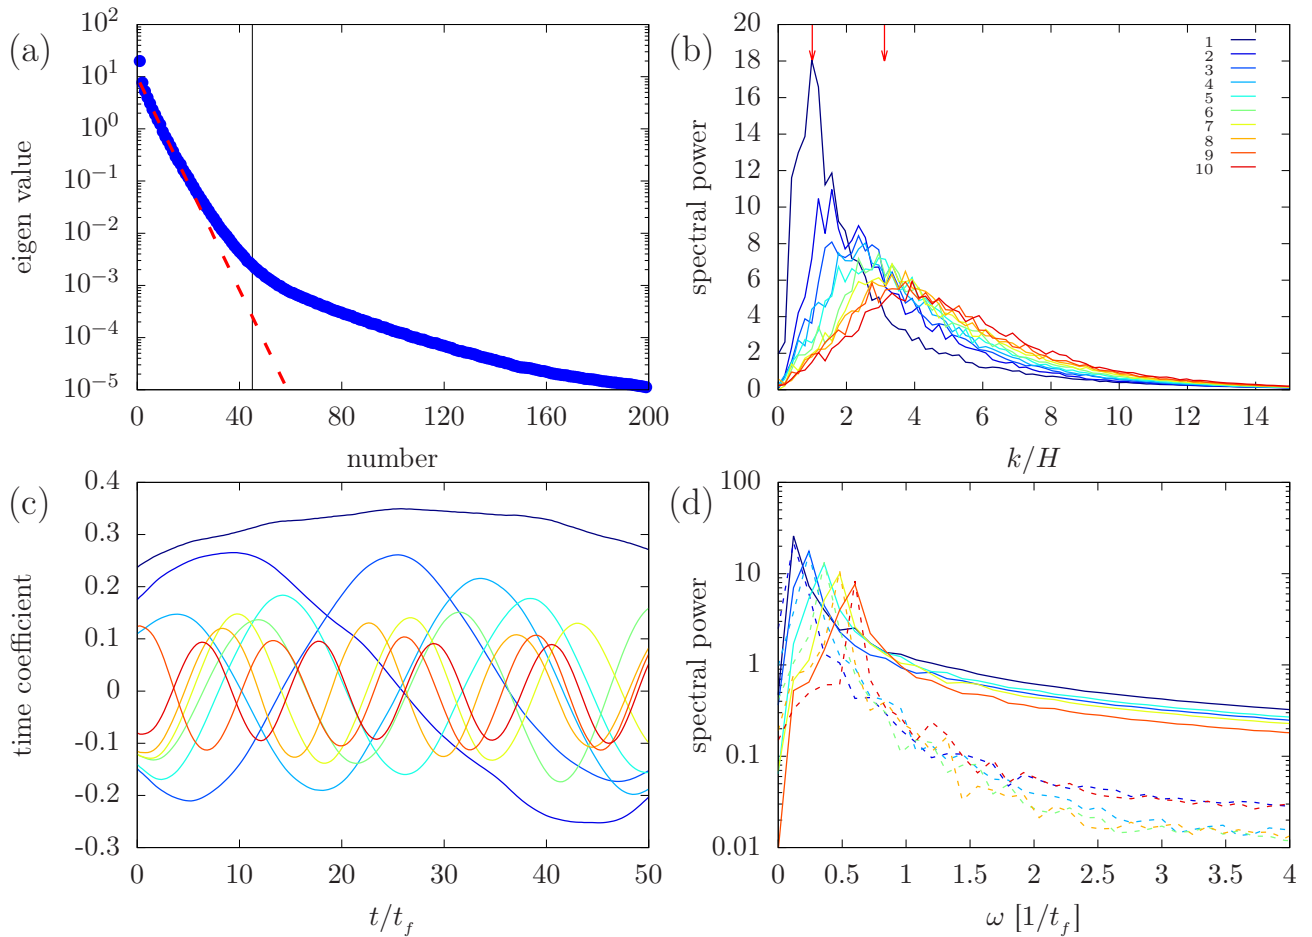 (a)
eigen value
10^2
10^1
10^0
10^-1
10^-2
10^-3
10^-4
10^-5
0 40 80 120 160 200
number
(b)
spectral power
20
18
16
14
12
10
8
6
4
2
0
0 2 4 6 8 10 12 14
k/H
1
2
3
4
5
6
7
8
9
10
(c)
time coefficient
0.4
0.3
0.2
0.1
0
-0.1
-0.2
-0.3
0 10 20 30 40 50
t/t_f
(d)
spectral power
100
10
1
0.1
0.01
0 0.5 1 1.5 2 2.5 3 3.5 4
ω [1/t_f]